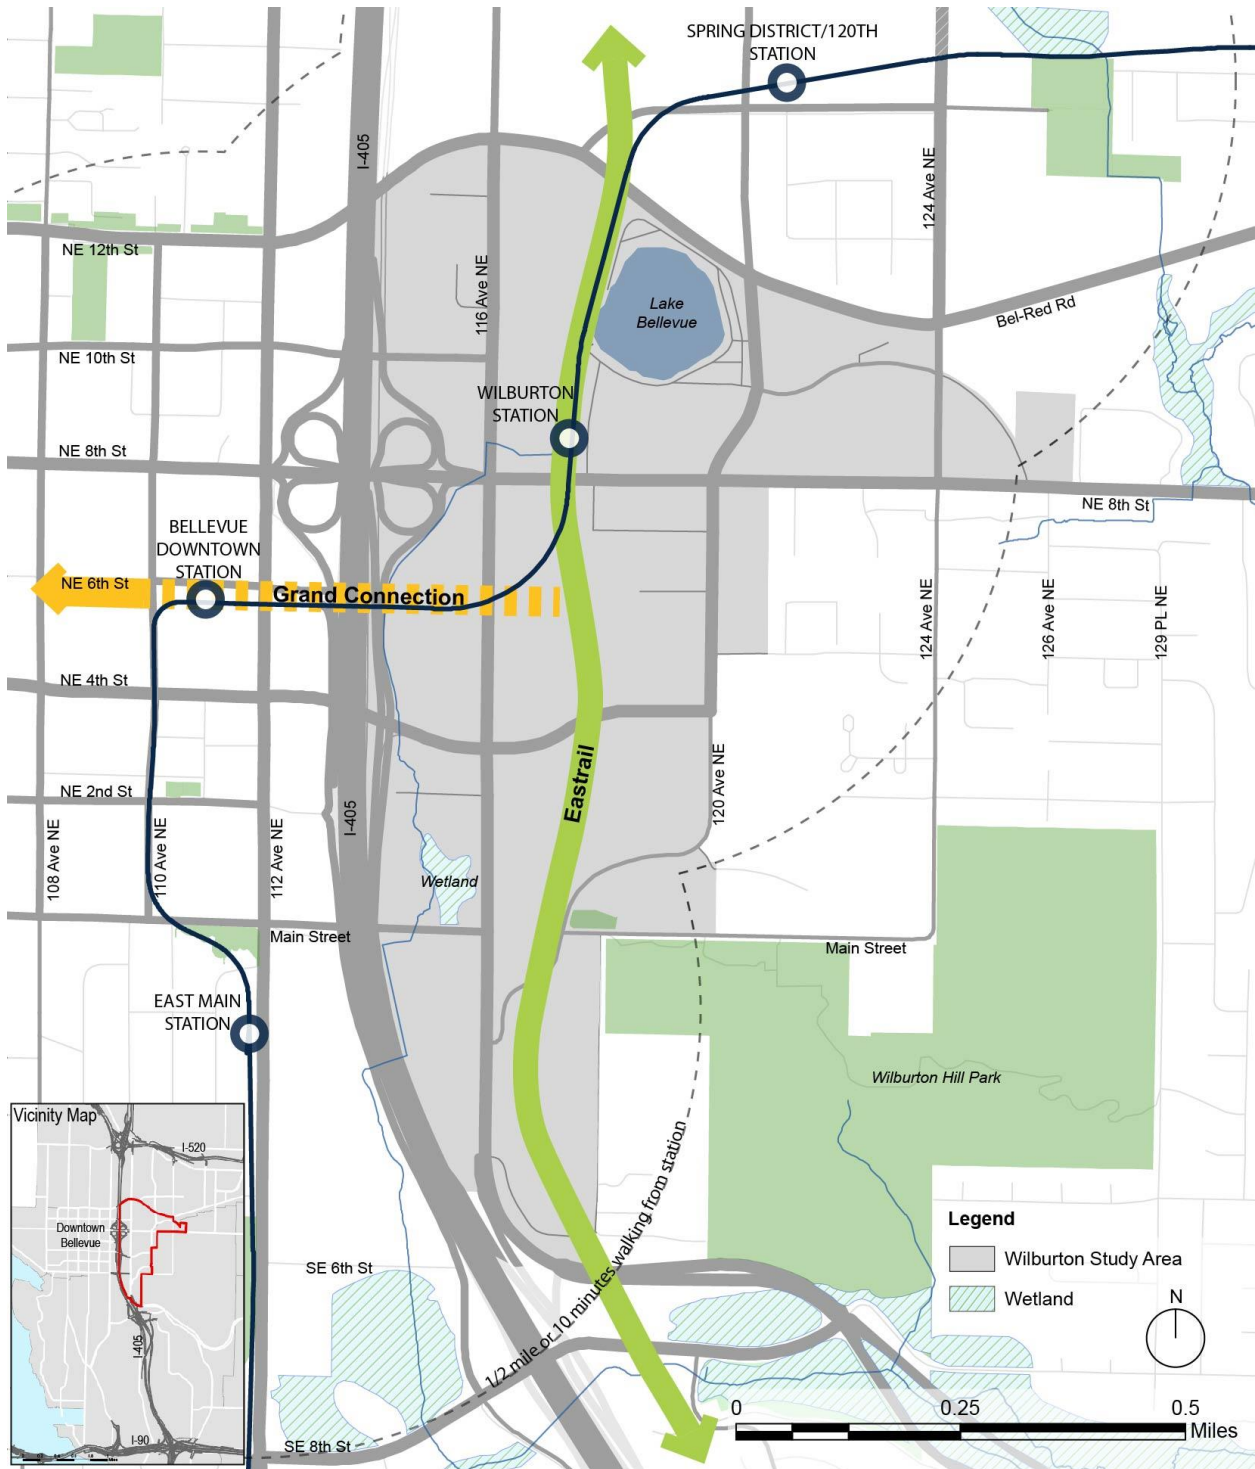 SPRING DISTRICT/120TH
STATION
I-405
124 Ave NE
NE 12th St
116 Ave NE
Lake
Bellevue
Bel-Red Rd
NE 10th St
WILBURTON
STATION
NE 8th St
NE 8th St
BELLEVUE
DOWNTOWN
STATION
NE 6th St
Grand Connection
124 Ave NE
126 Ave NE
129 PL NE
NE 4th St
Eastrail
120 Ave NE
NE 2nd St
I-405
108 Ave NE
110 Ave NE
112 Ave NE
Wetland
Main Street
Main Street
EAST MAIN
STATION
Wilburton Hill Park
1/2 mile or 10 minutes walking from station
SE 6th St
SE 8th St
Vicinity Map
I-520
Downtown
Bellevue
I-405
I-90
Legend
Wilburton Study Area
Wetland
N
0 0.25 0.5
Miles